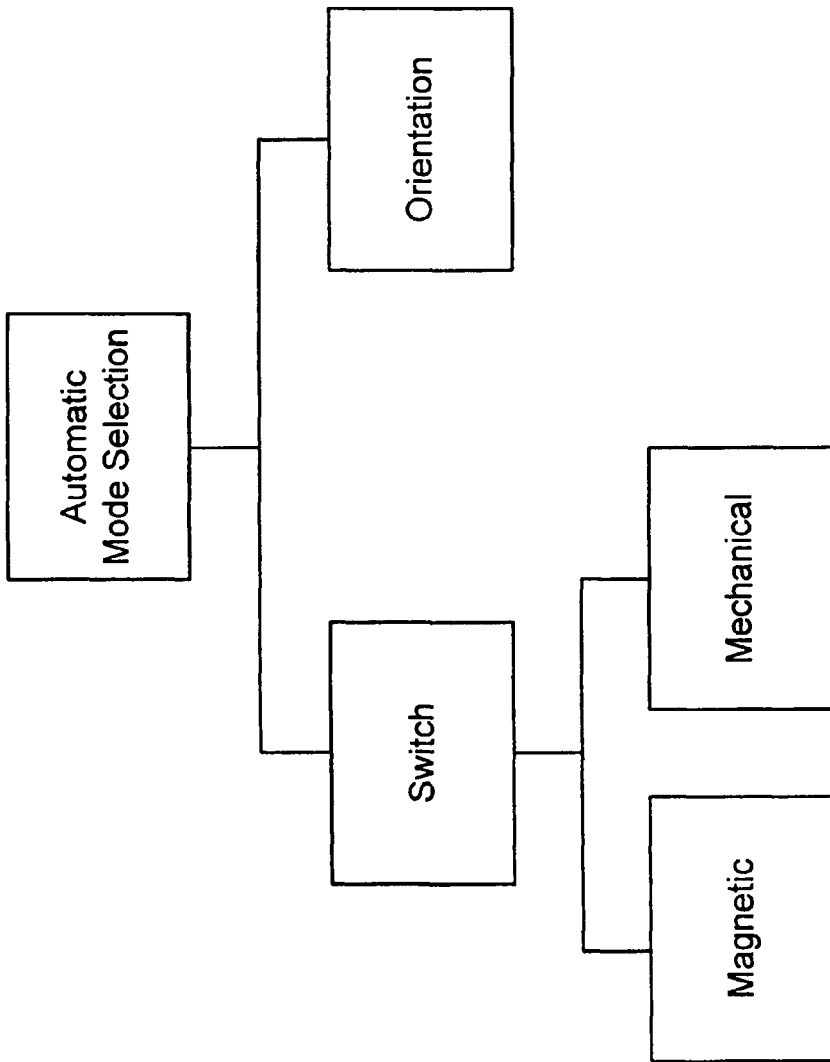 Automatic
Mode Selection
Switch
Orientation
Magnetic
Mechanical